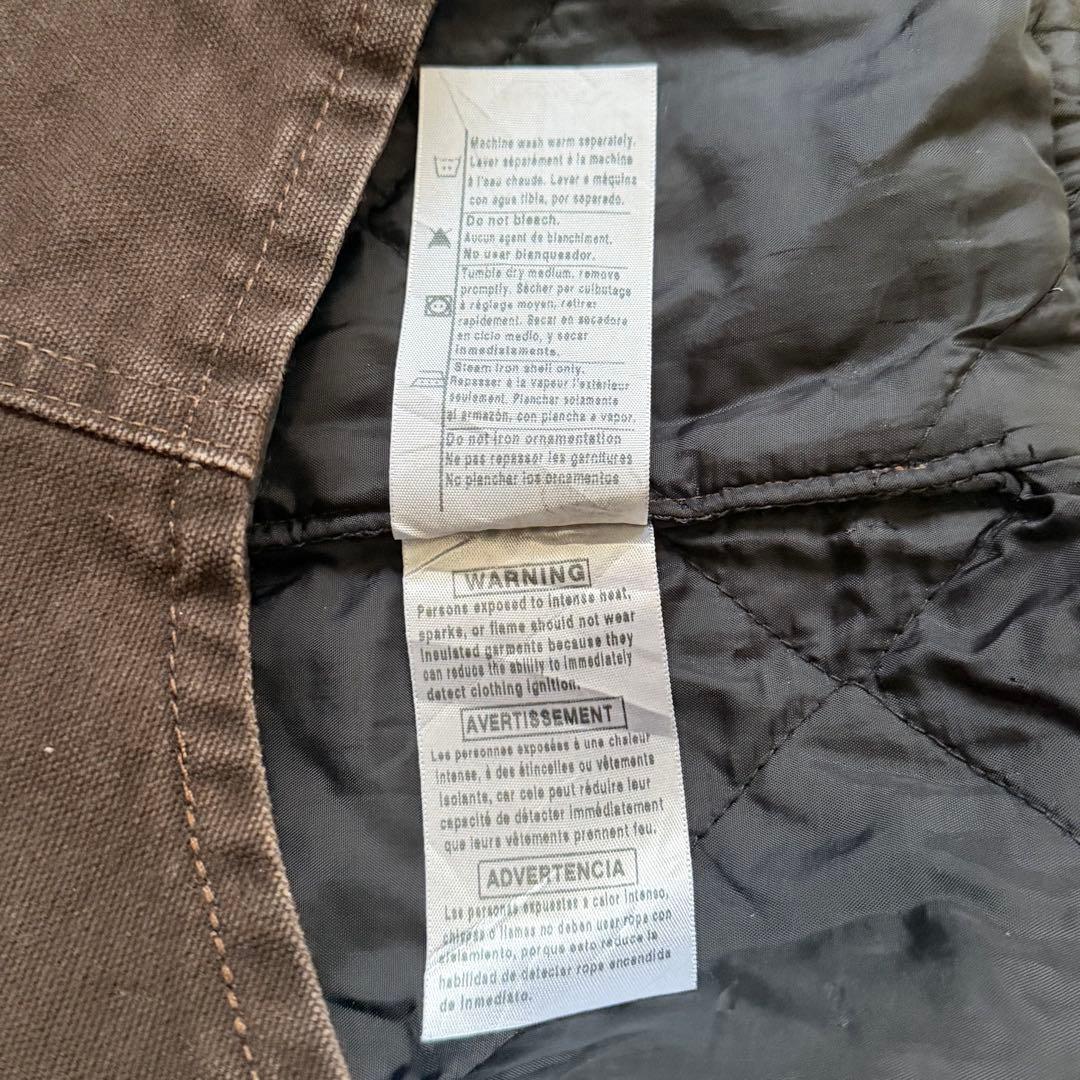 Machine wash warm separately.
Laver séparément à la machine
à l'eau chaude. Lavar a máquina
con agua tibia, por separado.
Do not bleach.
Aucun agent de blanchiment.
No usar blanqueador.
Tumble dry medium, remove
promptly. Sécher par culbutage
à réglage moyen, retirer
rapidement. Secar en secadora
en ciclo medio, y secar
inmediatamente.
Steam iron shell only.
Repasser à la vapeur l'extérieur
seulement. Planchar solamente
el armazón, con plancha a vapor.
Do not iron ornamentation
Ne pas repasser les garnitures
No planchar los ornamentos
WARNING
Persons exposed to intense heat,
sparks, or flame should not wear
insulated garments because they
can reduce the ability to immediately
detect clothing ignition.
AVERTISSEMENT
Les personnes exposées à une chaleur
intense, à des étincelles ou vêtements
isolants, car cela peut réduire leur
capacité de détecter immédiatement
que leurs vêtements prennent feu.
ADVERTENCIA
Las personas expuestas a calor intenso,
chispas o llamas no deben usar ropa con
aislamiento, porque esto reduce la
habilidad de detectar ropa encendida
de inmediato.